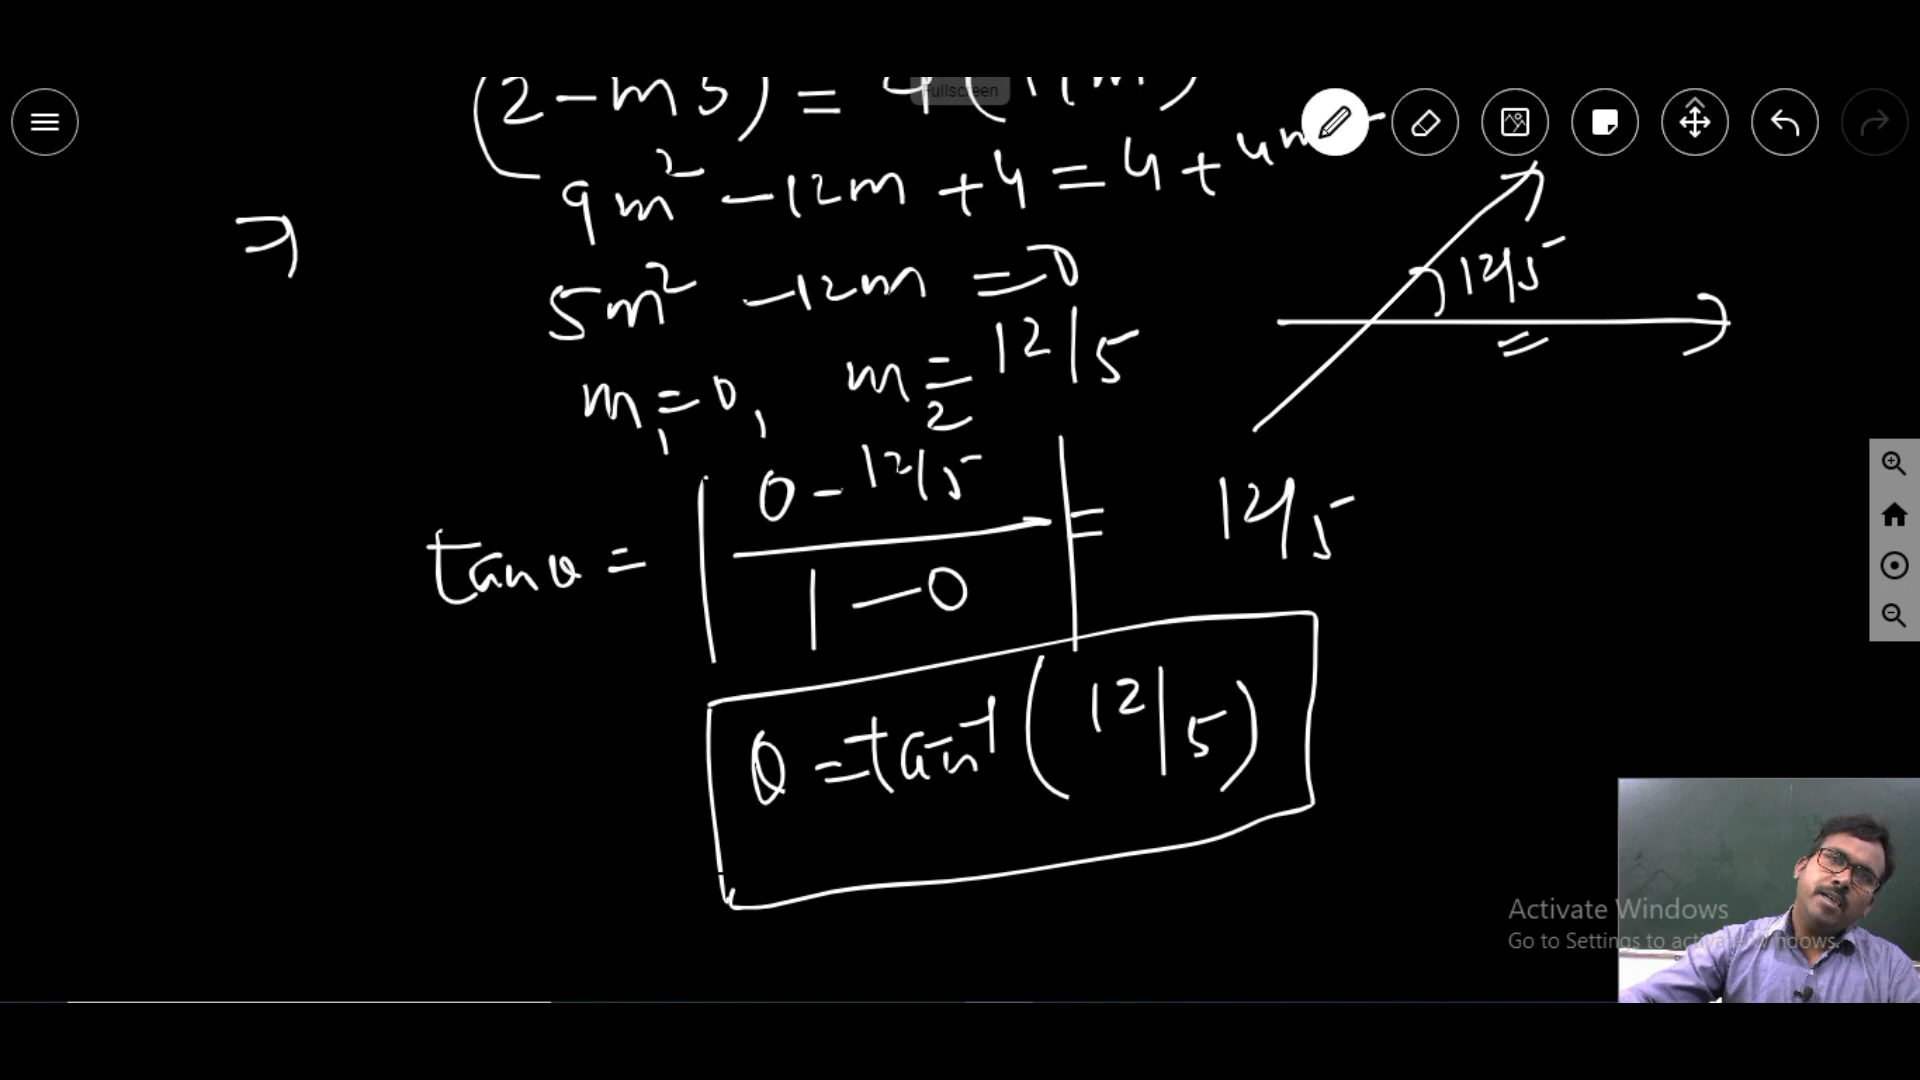 (2-m3) = 4(1+m
Fullscreen
9m² - 12m + 4 = 4 + 4m
⇒
5m² - 12m = 0
12/5
m₁ = 0, m₂ = 12/5
tanθ = | 0 - 12/5 / 1 - 0 | = 12/5
θ = tan⁻¹(12/5)
Activate Windows
Go to Settings to activate Windows.